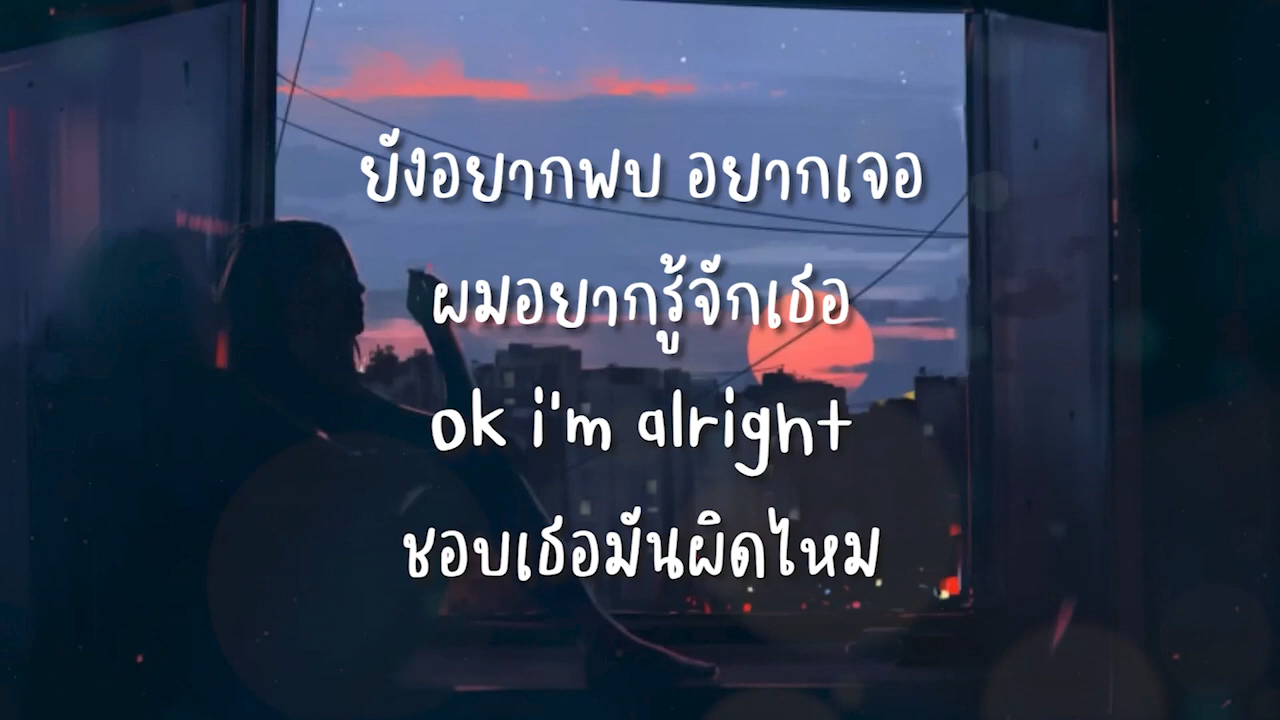 ยังอยากพบ อยากเจอ
ผมอยากรู้จักเธอ
ok i'm alright
ชอบเธอมันผิดไหม